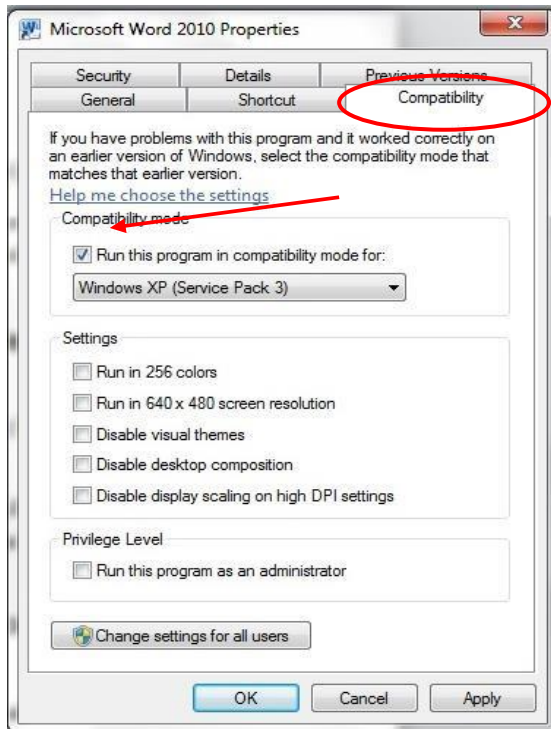 Microsoft Word 2010 Properties
Security Details Previous Versions
General Shortcut Compatibility
If you have problems with this program and it worked correctly on
an earlier version of Windows, select the compatibility mode that
matches that earlier version.
Help me choose the settings
Compatibility mode
Run this program in compatibility mode for:
Windows XP (Service Pack 3)
Settings
Run in 256 colors
Run in 640 x 480 screen resolution
Disable visual themes
Disable desktop composition
Disable display scaling on high DPI settings
Privilege Level
Run this program as an administrator
Change settings for all users
OK Cancel Apply